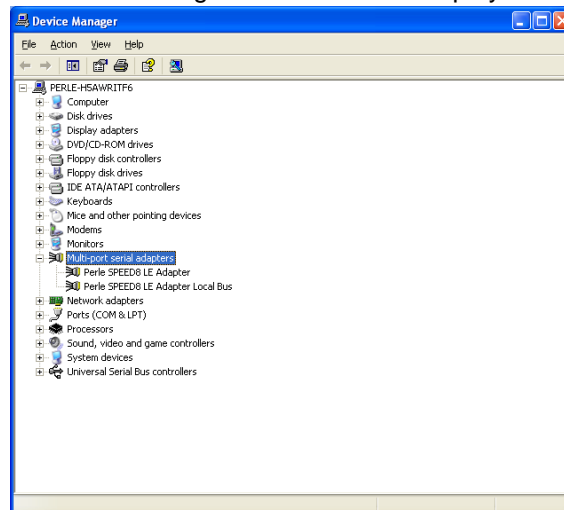 Device Manager
File Action View Help
PERLE-HSAWRITF6
Computer
Disk drives
Display adapters
DVD/CD-ROM drives
Floppy disk controllers
Floppy disk drives
IDE ATA/ATAPI controllers
Keyboards
Mice and other pointing devices
Modems
Monitors
Multi-port serial adapters
Perle SPEED8 LE Adapter
Perle SPEED8 LE Adapter Local Bus
Network adapters
Ports (COM & LPT)
Processors
Sound, video and game controllers
System devices
Universal Serial Bus controllers